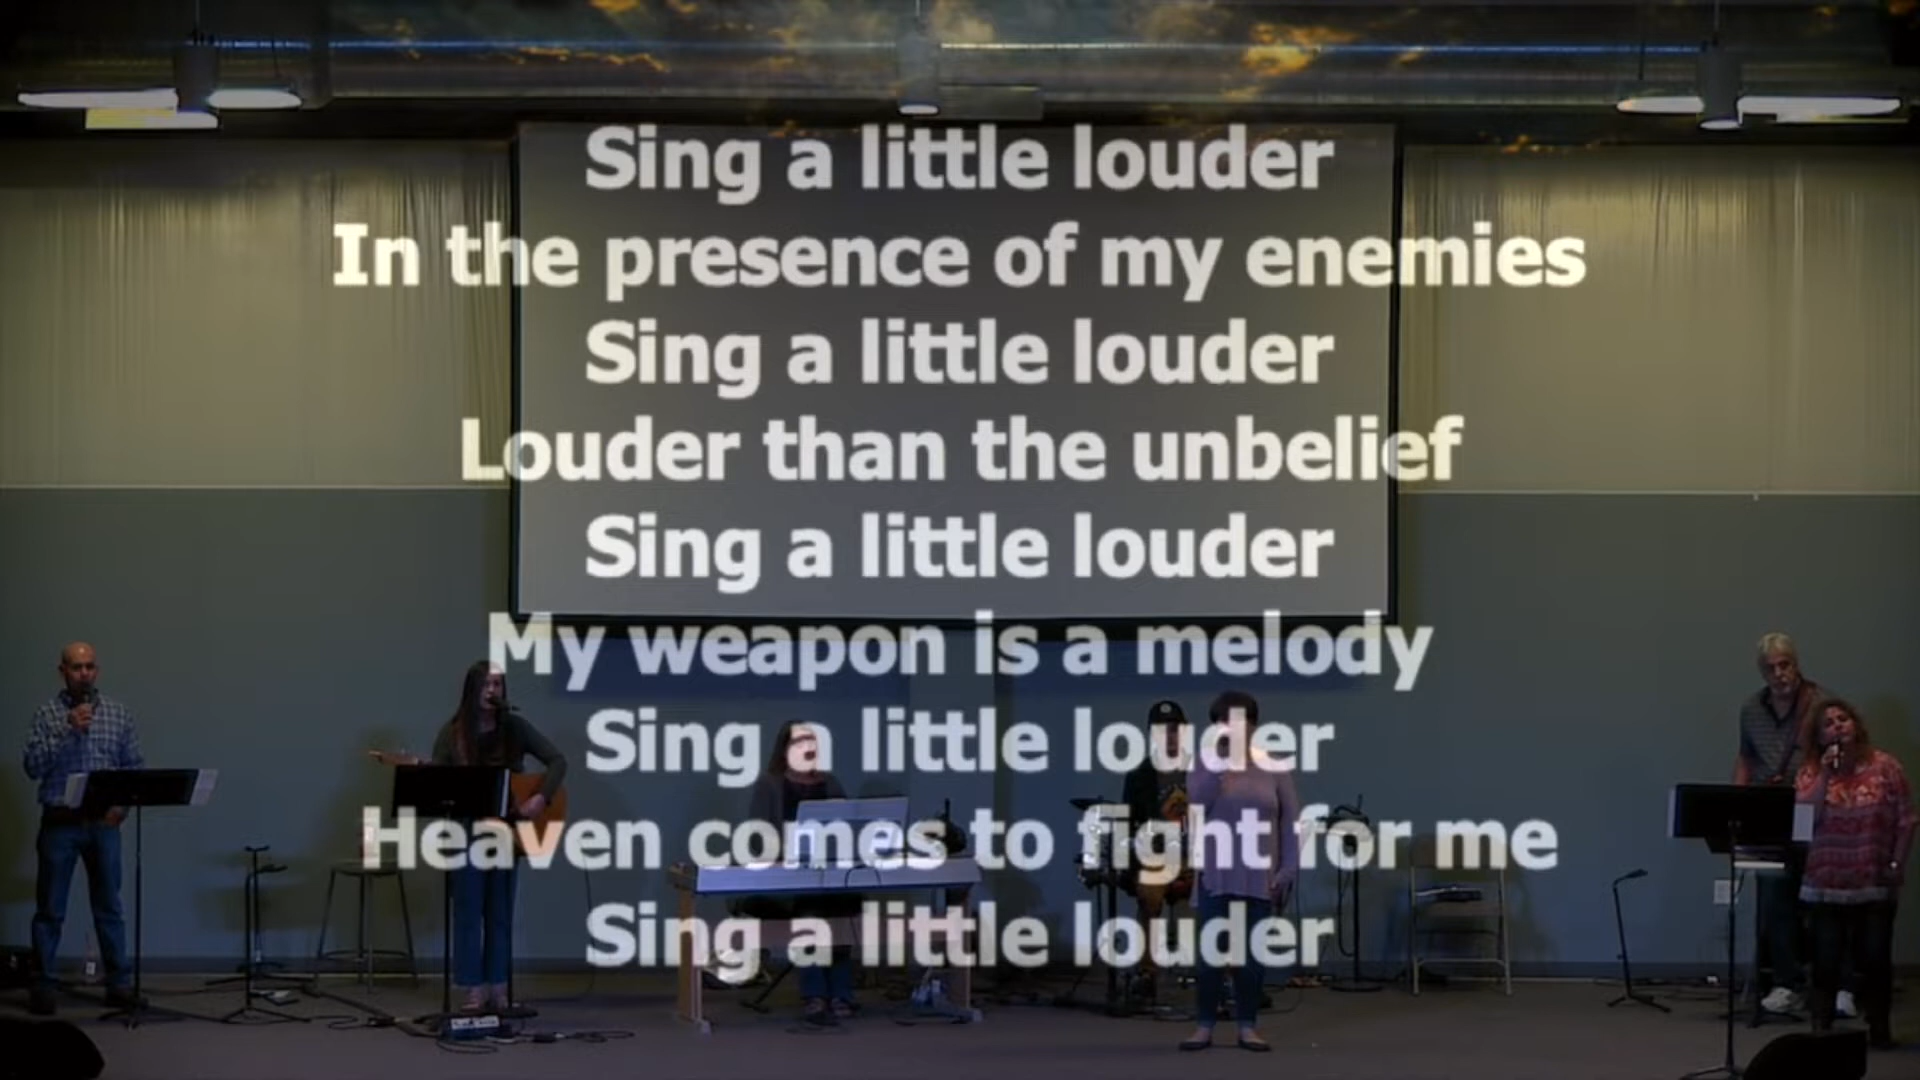 Sing a little louder
In the presence of my enemies
Sing a little louder
Louder than the unbelief
Sing a little louder
My weapon is a melody
Sing a little louder
Heaven comes to fight for me
Sing a little louder